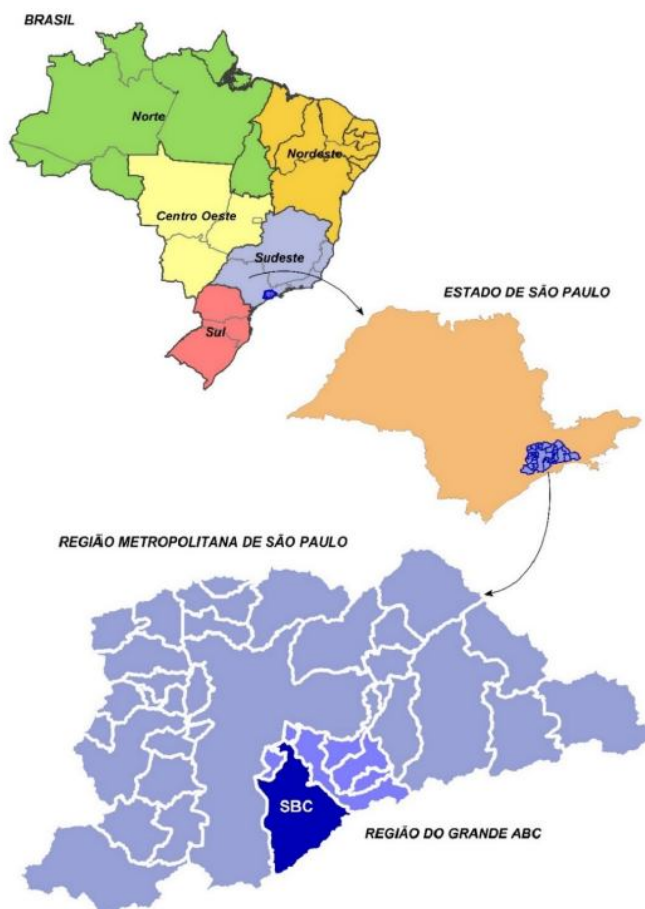 BRASIL
Norte
Nordeste
Centro Oeste
Sudeste
Sul
ESTADO DE SÃO PAULO
REGIÃO METROPOLITANA DE SÃO PAULO
SBC
REGIÃO DO GRANDE ABC